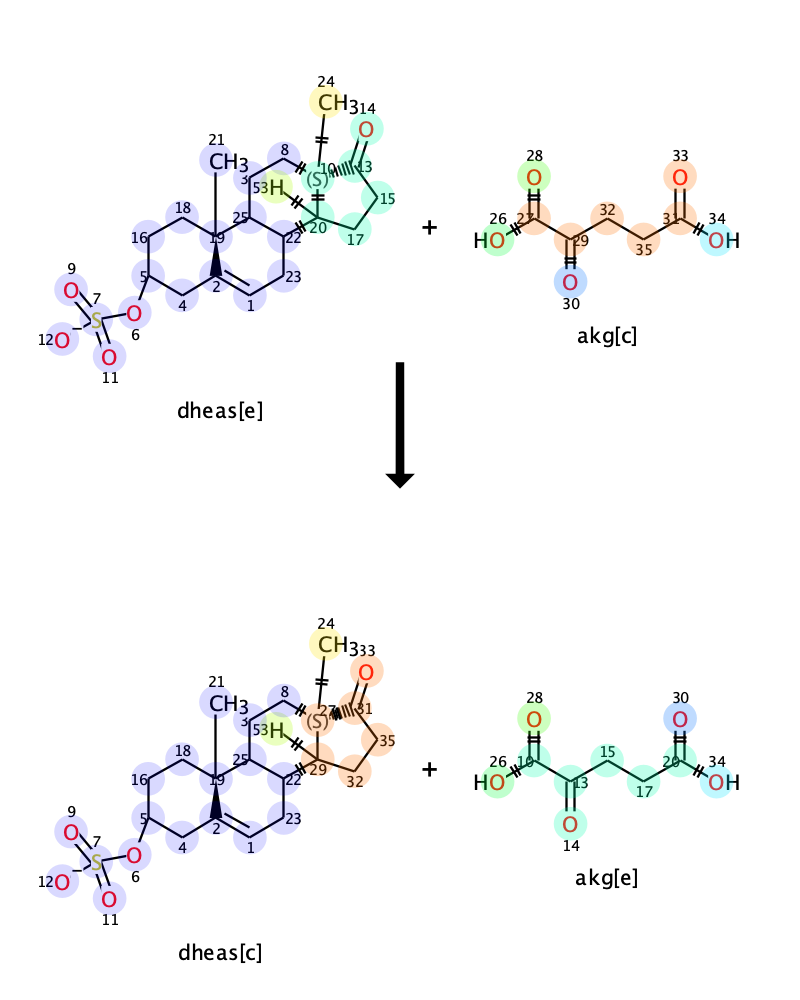 24
CH3 14
O
21
CH3
8
10
(S)
13
3
53 H
15
18
25
20
17
16
19
22
5
2
23
9
O
7
S
O
6
4
1
12 O −
O
11
dheas[e]
+
28
O
33
O
26
HO
27
32
31
34
OH
29
35
O
30
akg[c]
24
CH3 33
O
21
CH3
8
27
(S)
31
3
53 H
35
18
25
29
32
16
19
22
5
2
23
9
O
7
S
O
6
4
1
12 O −
O
11
dheas[c]
+
28
O
30
O
26
HO
10
15
20
34
OH
13
17
O
14
akg[e]